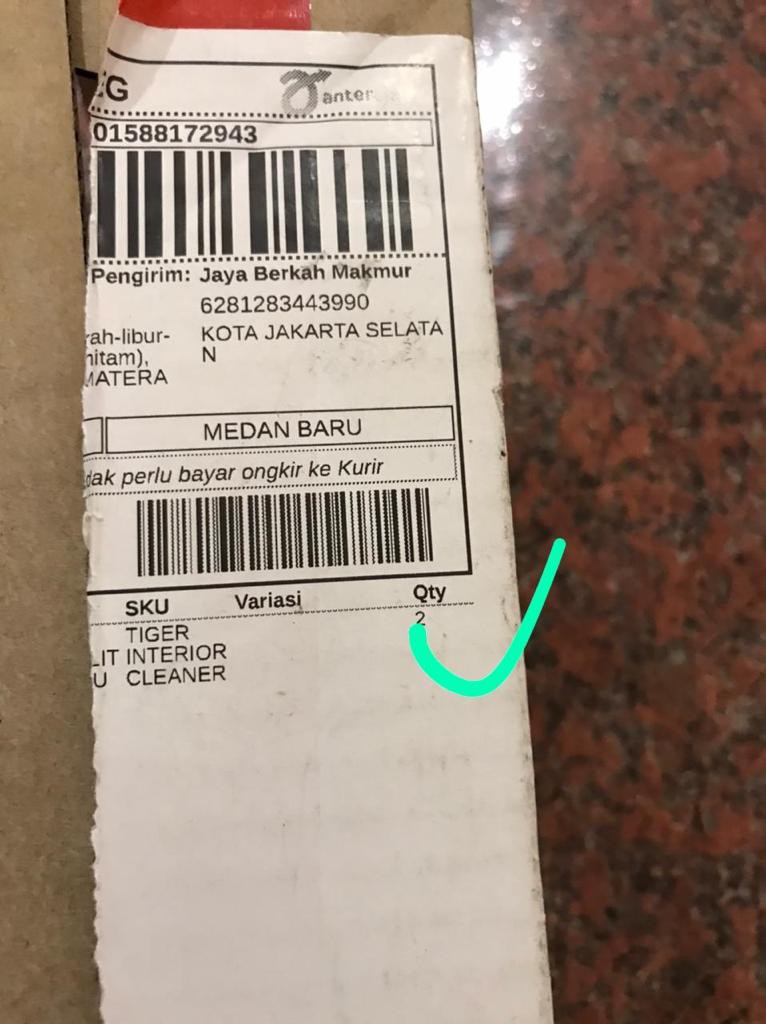 EG
anter
01588172943
Pengirim: Jaya Berkah Makmur
6281283443990
rah-libur- KOTA JAKARTA SELATA
hitam), N
MATERA
MEDAN BARU
dak perlu bayar ongkir ke Kurir
SKU Variasi Qty
TIGER 2
LIT INTERIOR
U CLEANER